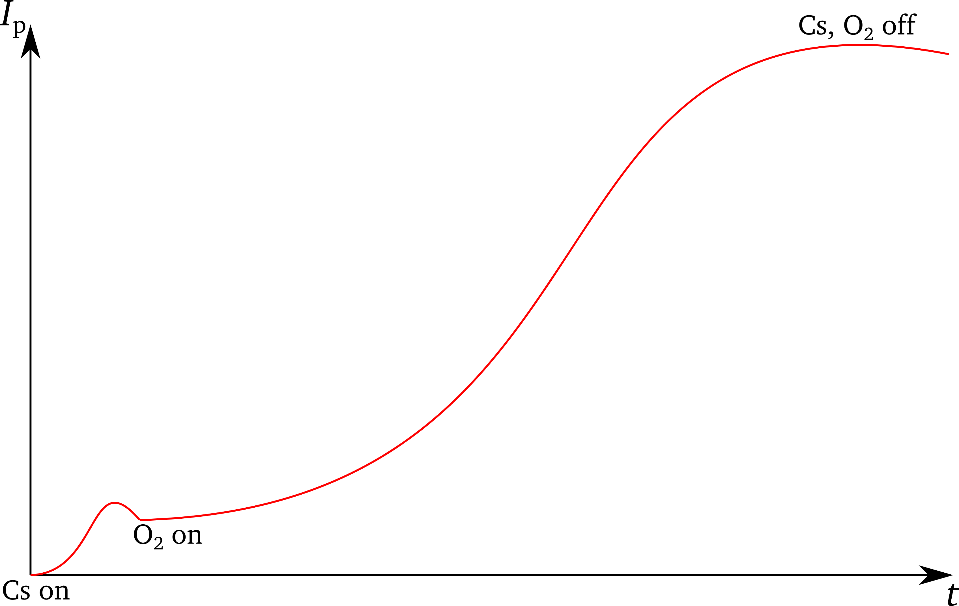 Iₚ
Cs, O₂ off
O₂ on
Cs on
t